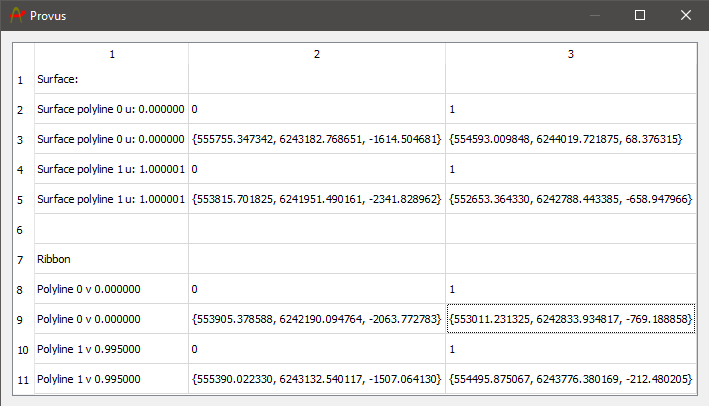 Provus
1 2 3
1 Surface:
2 Surface polyline 0 u: 0.000000 0 1
3 Surface polyline 0 u: 0.000000 {555755.347342, 6243182.768651, -1614.504681} {554593.009848, 6244019.721875, 68.376315}
4 Surface polyline 1 u: 1.000001 0 1
5 Surface polyline 1 u: 1.000001 {553815.701825, 6241951.490161, -2341.828962} {552653.364330, 6242788.443385, -658.947966}
6
7 Ribbon
8 Polyline 0 v 0.000000 0 1
9 Polyline 0 v 0.000000 {553905.378588, 6242190.094764, -2063.772783} {553011.231325, 6242833.934817, -769.188858}
10 Polyline 1 v 0.995000 0 1
11 Polyline 1 v 0.995000 {555390.022330, 6243132.540117, -1507.064130} {554495.875067, 6243776.380169, -212.480205}